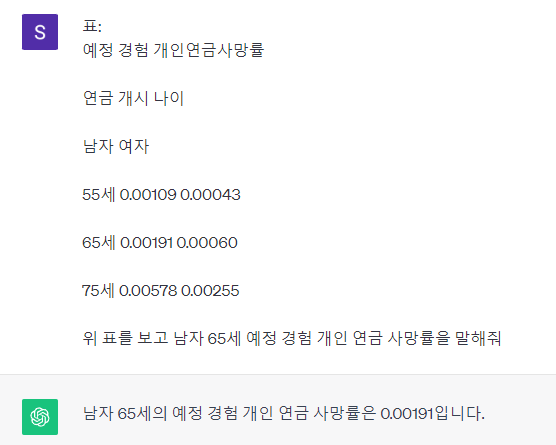 S
표:
예정 경험 개인연금사망률
연금 개시 나이
남자 여자
55세 0.00109 0.00043
65세 0.00191 0.00060
75세 0.00578 0.00255
위 표를 보고 남자 65세 예정 경험 개인 연금 사망률을 말해줘
남자 65세의 예정 경험 개인 연금 사망률은 0.00191입니다.